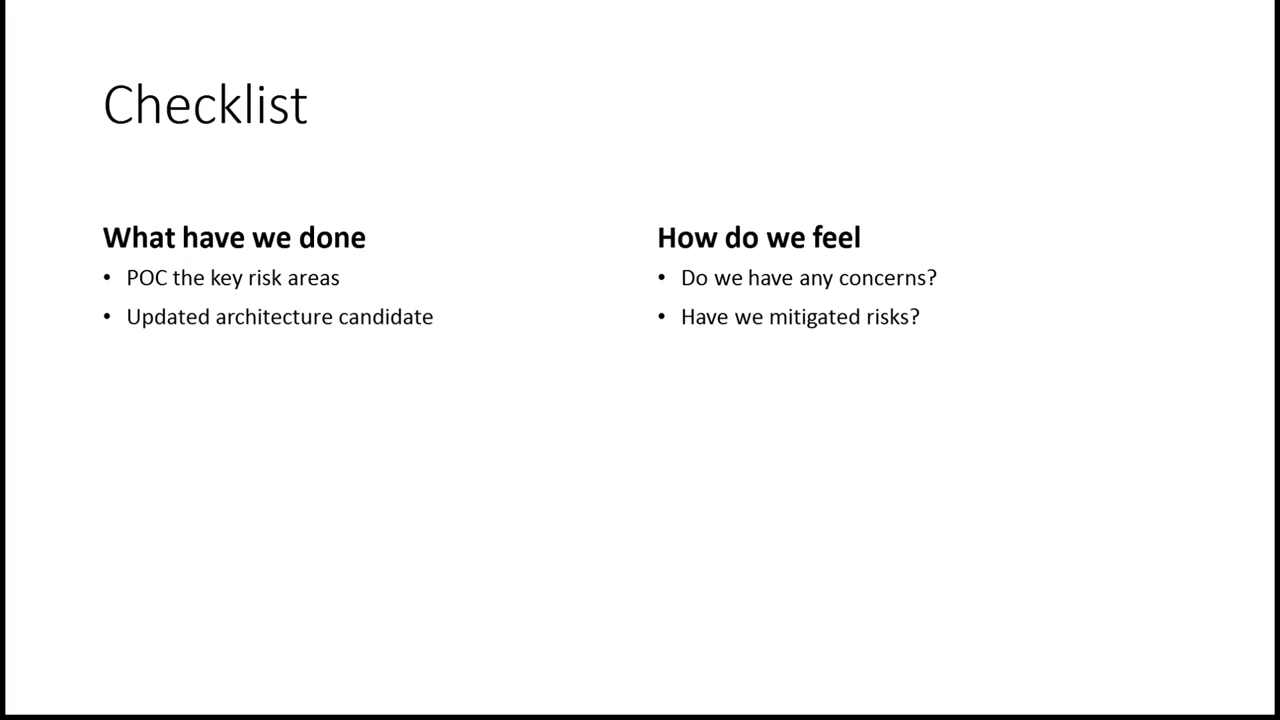 Checklist
What have we done
• POC the key risk areas
• Updated architecture candidate
How do we feel
• Do we have any concerns?
• Have we mitigated risks?